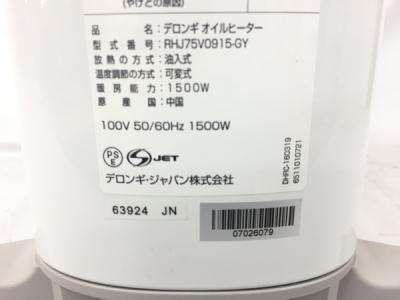 (やけどの原因)
品　　　　名：デロンギ オイルヒーター
型 式 番 号：RHJ75V0915-GY
放 熱 の 方 式：油入式
温度調節の方式：可変式
暖 房 能 力：1500W
原　産　国：中国
100V 50/60Hz 1500W
PS
E
S JET
デロンギ・ジャパン株式会社
DHRC-160319
6511010721
63924 JN
07026079